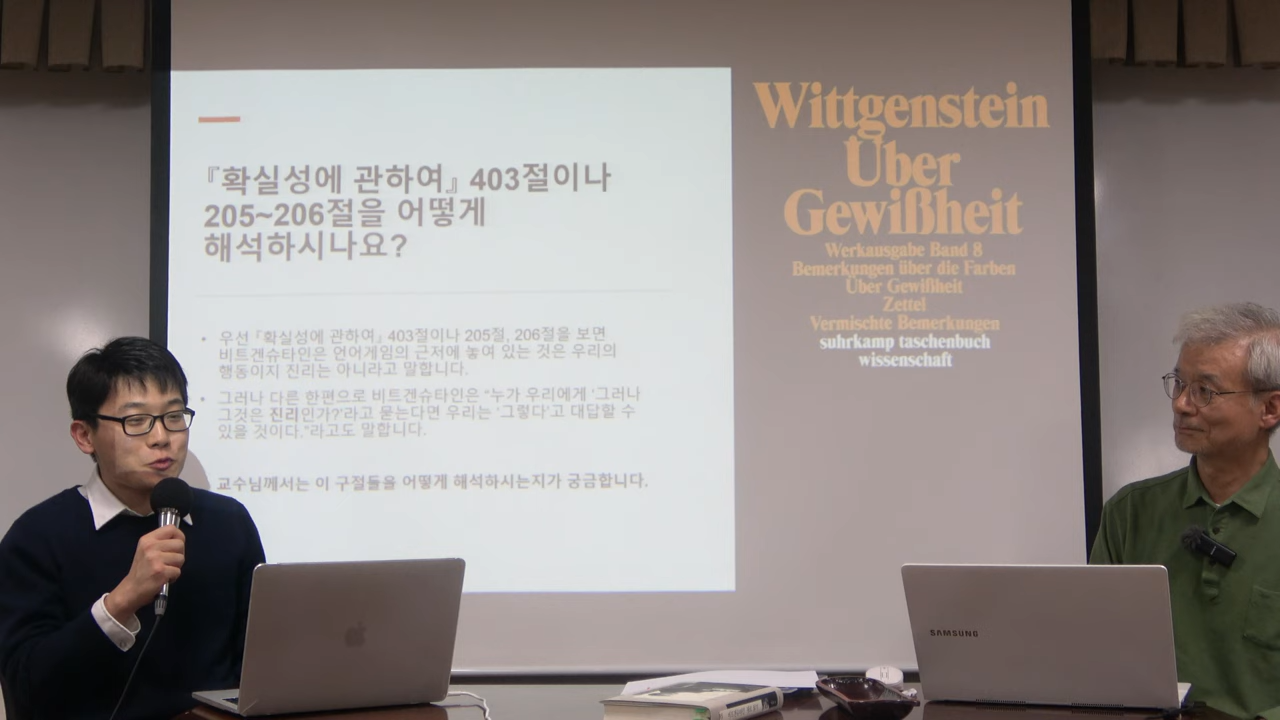 『확실성에 관하여』 403절이나
205~206절을 어떻게
해석하시나요?
• 우선 『확실성에 관하여』 403절이나 205절, 206절을 보면
비트겐슈타인은 언어게임의 근저에 놓여 있는 것은 우리의
행동이지 진리는 아니라고 말합니다.
• 그러나 다른 한편으로 비트겐슈타인은 "누가 우리에게 '그러나
그것은 진리인가?'라고 묻는다면 우리는 '그렇다'고 대답할 수
있을 것이다."라고도 말합니다.
교수님께서는 이 구절들을 어떻게 해석하시는지가 궁금합니다.
Wittgenstein
Über
Gewißheit
Werkausgabe Band 8
Bemerkungen über die Farben
Über Gewißheit
Zettel
Vermischte Bemerkungen
suhrkamp taschenbuch
wissenschaft
SAMSUNG